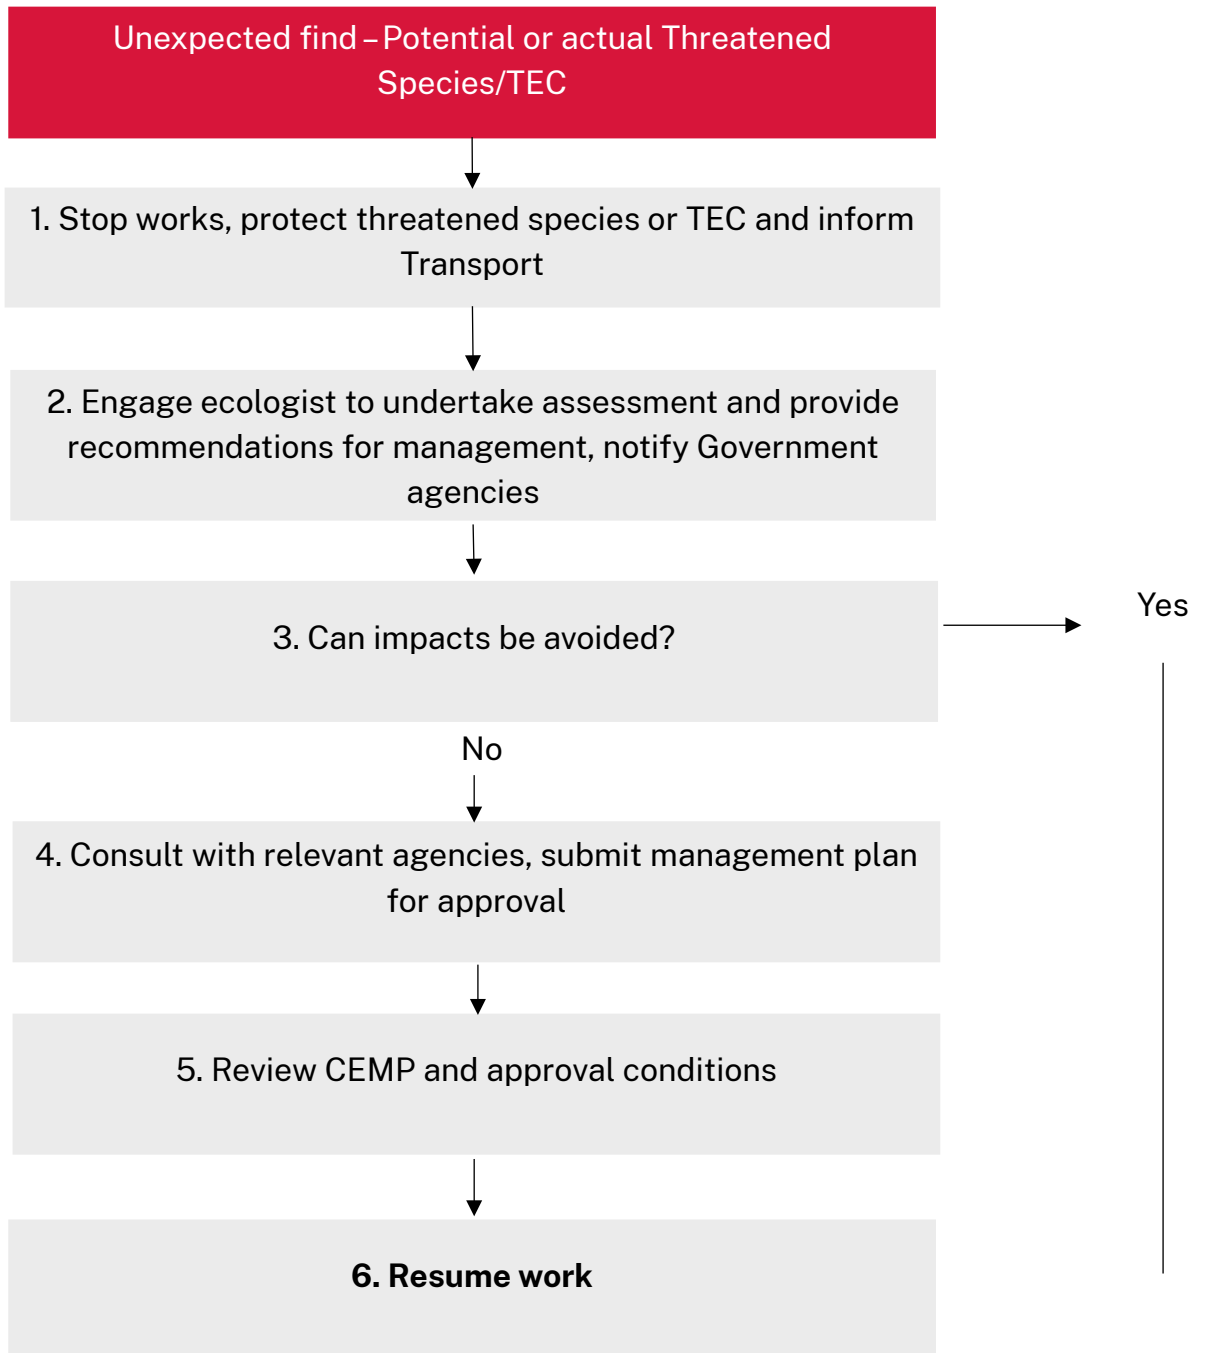 Unexpected find – Potential or actual Threatened
Species/TEC
1. Stop works, protect threatened species or TEC and inform
Transport
2. Engage ecologist to undertake assessment and provide
recommendations for management, notify Government
agencies
3. Can impacts be avoided?
Yes
No
4. Consult with relevant agencies, submit management plan
for approval
5. Review CEMP and approval conditions
6. Resume work